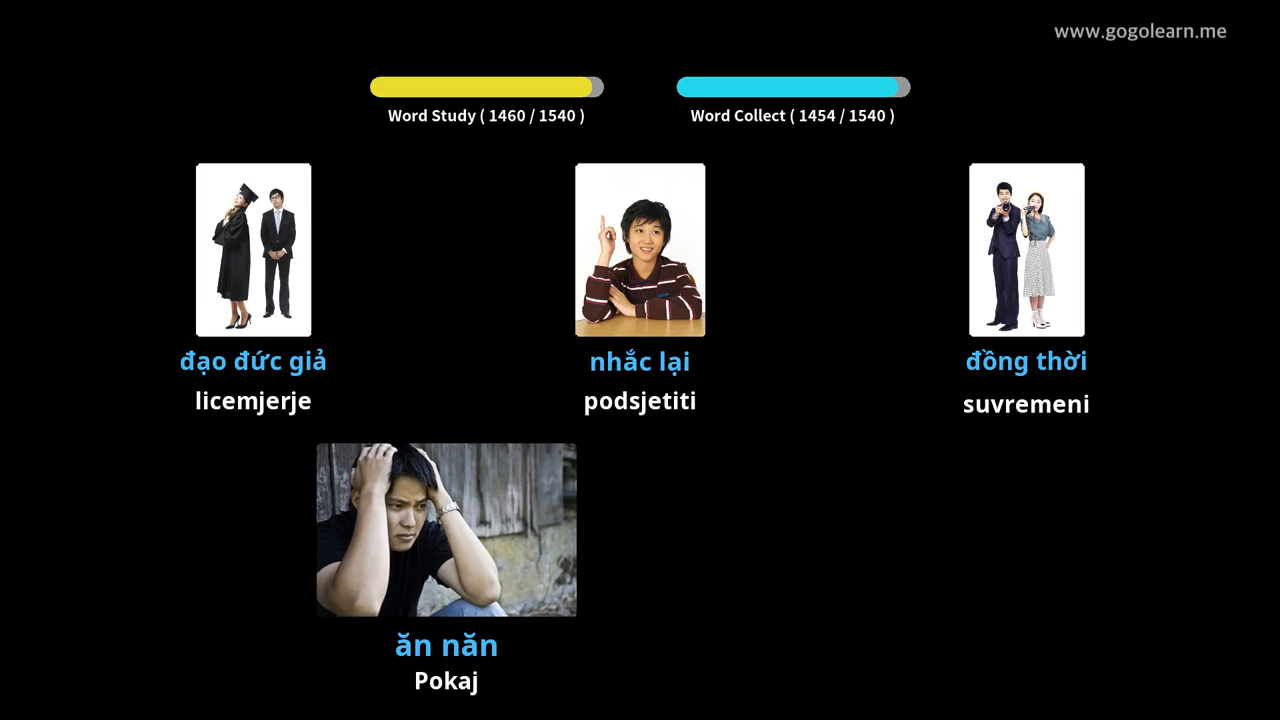 www.gogolearn.me
Word Study ( 1460 / 1540 )
Word Collect ( 1454 / 1540 )
đạo đức giả
licemjerje
nhắc lại
podsjetiti
đồng thời
suvremeni
ăn năn
Pokaj